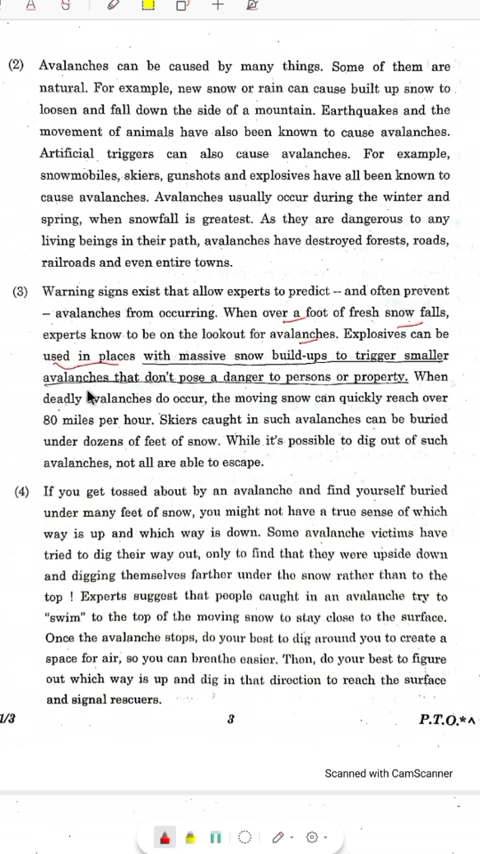 (2) Avalanches can be caused by many things. Some of them are
natural. For example, new snow or rain can cause built up snow to
loosen and fall down the side of a mountain. Earthquakes and the
movement of animals have also been known to cause avalanches.
Artificial triggers can also cause avalanches. For example,
snowmobiles, skiers, gunshots and explosives have all been known to
cause avalanches. Avalanches usually occur during the winter and
spring, when snowfall is greatest. As they are dangerous to any
living beings in their path, avalanches have destroyed forests, roads,
railroads and even entire towns.
(3) Warning signs exist that allow experts to predict – and often prevent
– avalanches from occurring. When over a foot of fresh snow falls,
experts know to be on the lookout for avalanches. Explosives can be
used in places with massive snow build-ups to trigger smaller
avalanches that don't pose a danger to persons or property. When
deadly avalanches do occur, the moving snow can quickly reach over
80 miles per hour. Skiers caught in such avalanches can be buried
under dozens of feet of snow. While it's possible to dig out of such
avalanches, not all are able to escape.
(4) If you get tossed about by an avalanche and find yourself buried
under many feet of snow, you might not have a true sense of which
way is up and which way is down. Some avalanche victims have
tried to dig their way out, only to find that they were upside down
and digging themselves farther under the snow rather than to the
top ! Experts suggest that people caught in an avalanche try to
"swim" to the top of the moving snow to stay close to the surface.
Once the avalanche stops, do your best to dig around you to create a
space for air, so you can breathe easier. Then, do your best to figure
out which way is up and dig in that direction to reach the surface
and signal rescuers.
1/3 3 P.T.O.*^
Scanned with CamScanner